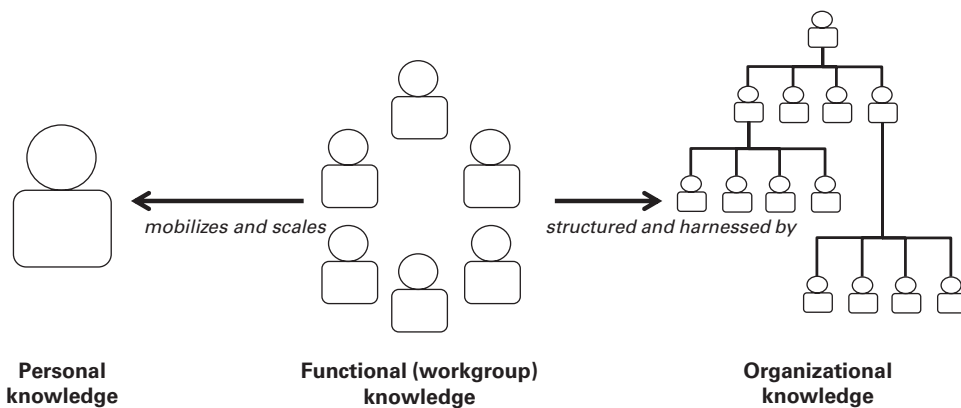 mobilizes and scales
structured and harnessed by
Personal
knowledge
Functional (workgroup)
knowledge
Organizational
knowledge